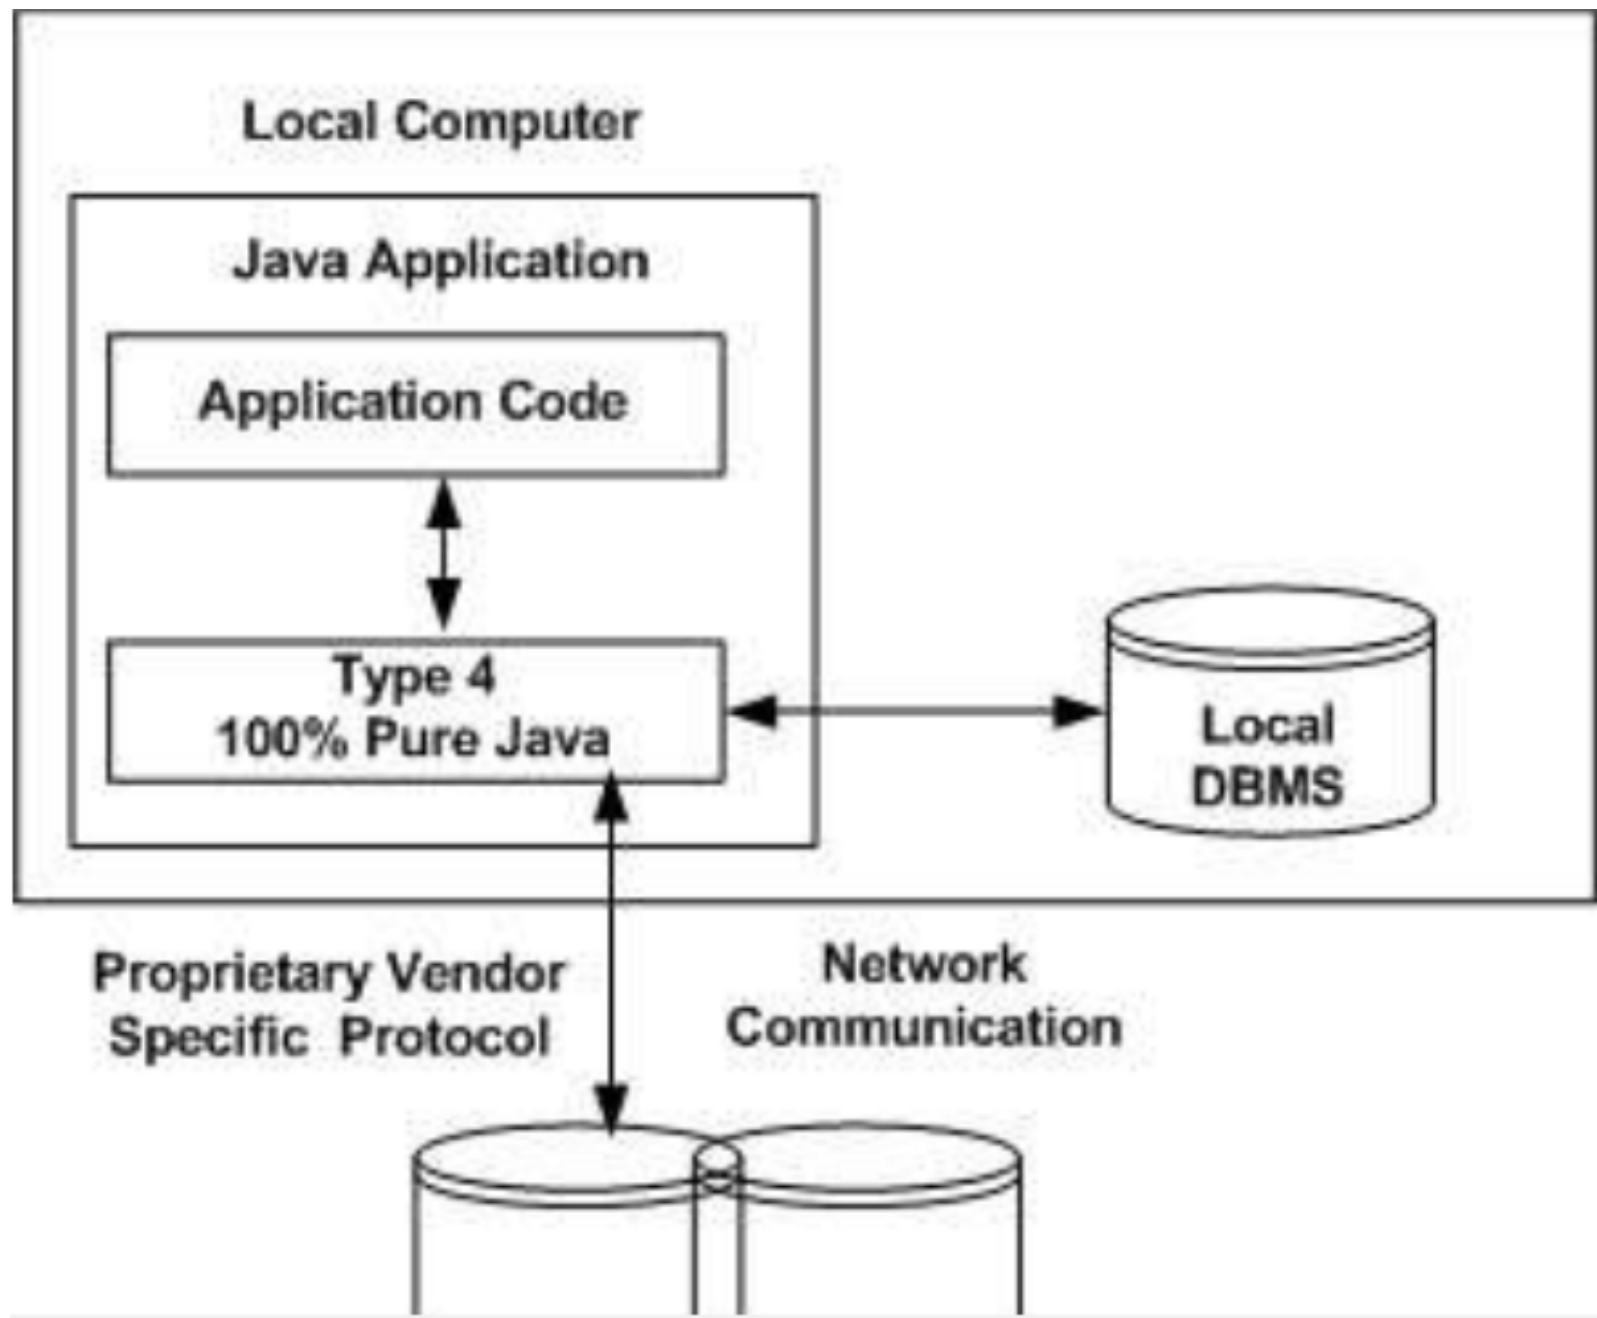 Local Computer
Java Application
Application Code
Type 4
100% Pure Java
Local
DBMS
Proprietary Vendor
Specific Protocol
Network
Communication